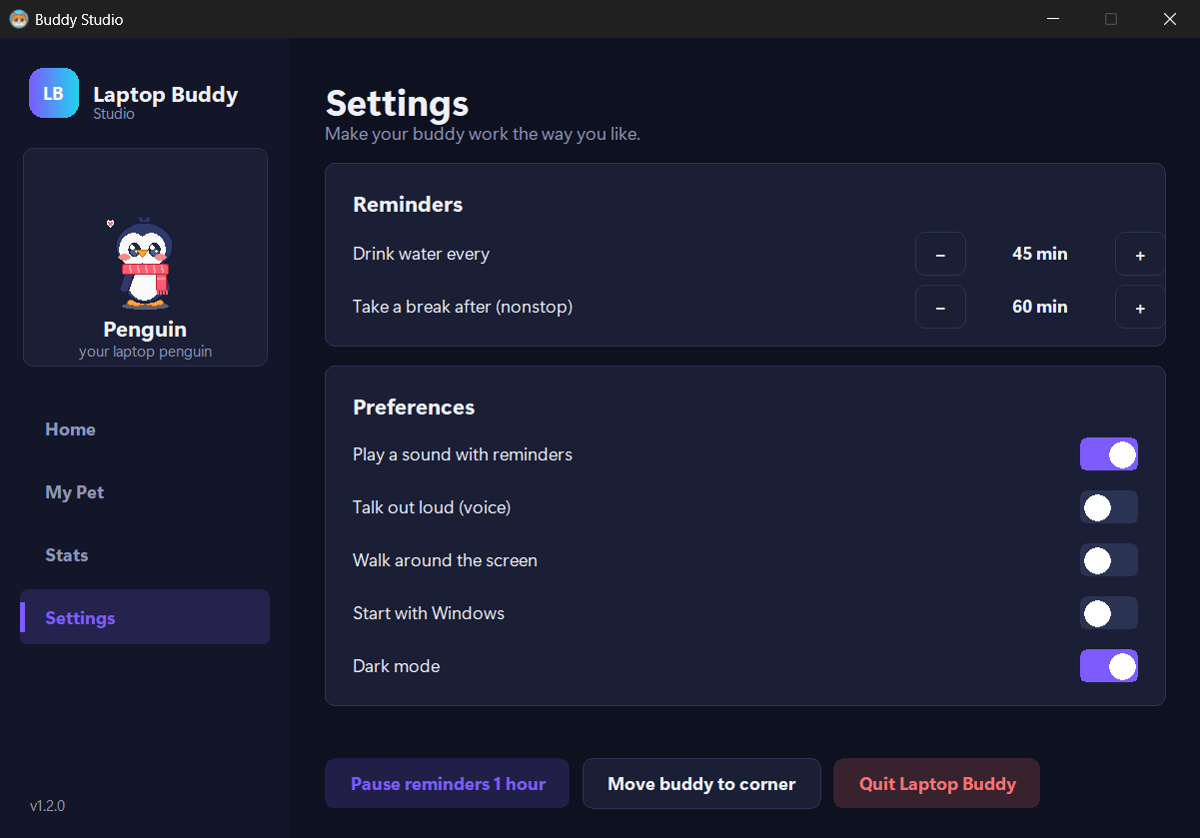 Buddy Studio
LB
Laptop Buddy
Studio
Penguin
your laptop penguin
Home
My Pet
Stats
Settings
v1.2.0
Settings
Make your buddy work the way you like.
Reminders
Drink water every – 45 min +
Take a break after (nonstop) – 60 min +
Preferences
Play a sound with reminders
Talk out loud (voice)
Walk around the screen
Start with Windows
Dark mode
Pause reminders 1 hour
Move buddy to corner
Quit Laptop Buddy